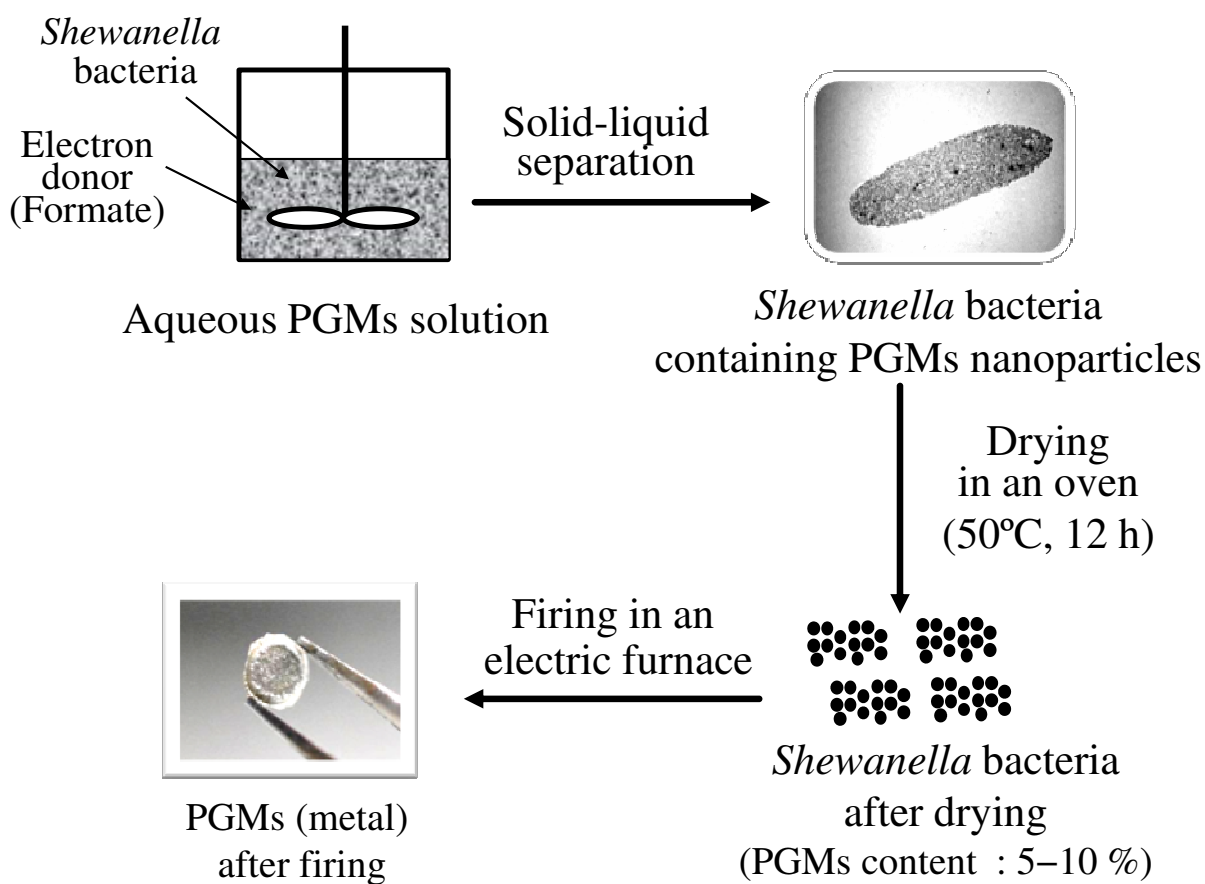 Shewanella
bacteria
Electron
donor
(Formate)
Aqueous PGMs solution
Solid-liquid
separation
Shewanella bacteria
containing PGMs nanoparticles
Drying
in an oven
(50ºC, 12 h)
Shewanella bacteria
after drying
(PGMs content : 5−10 %)
Firing in an
electric furnace
PGMs (metal)
after firing